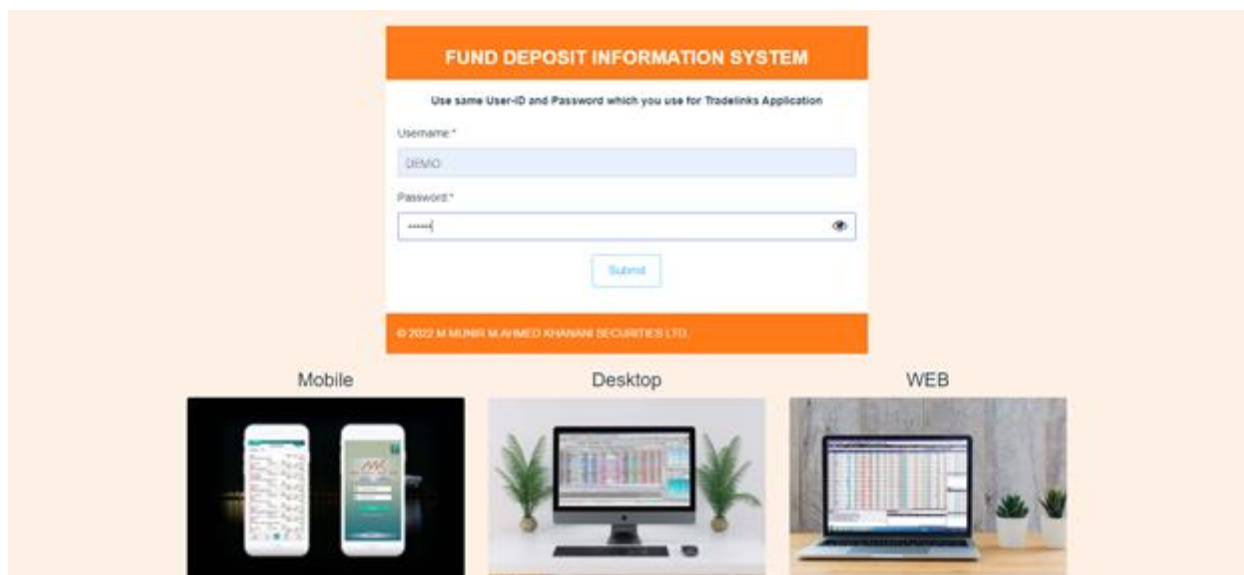 FUND DEPOSIT INFORMATION SYSTEM
Use same User-ID and Password which you use for Tradelinks Application
Username:*
DEMO
Password:*
Submit
© 2022 M.MUNIR M.AHMED KHANANI SECURITIES LTD.
Mobile
Desktop
WEB